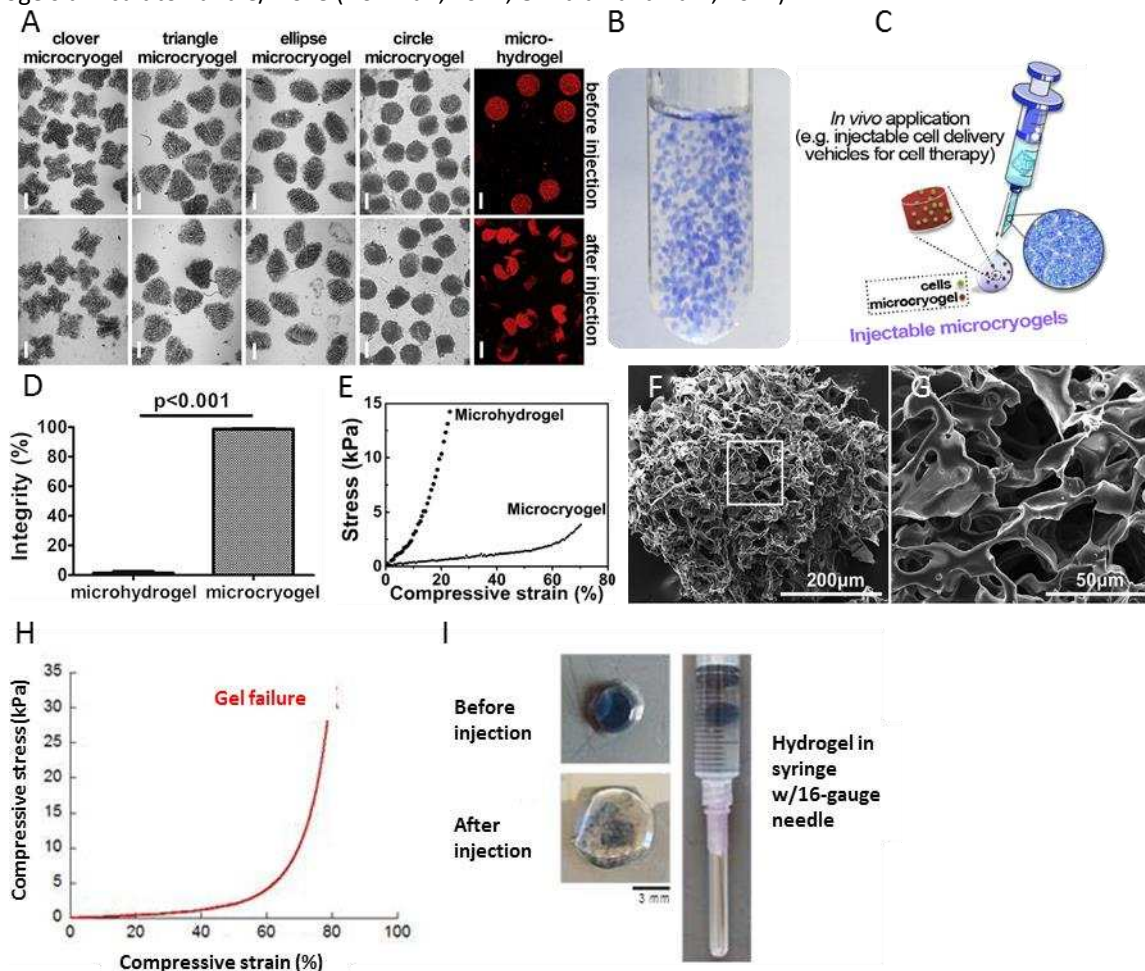 A
B
C
clover
microcryogel
triangle
microcryogel
ellipse
microcryogel
circle
microcryogel
micro-
hydrogel
before injection
after injection
In vivo application
(e.g. injectable cell delivery
vehicles for cell therapy)
cells
microcryogel
Injectable microcryogels
D
p<0.001
Integrity (%)
100
80
60
40
20
0
microhydrogel
microcryogel
E
Stress (kPa)
15
10
5
0
Microhydrogel
Microcryogel
0
20
40
60
80
Compressive strain (%)
F
200µm
G
50µm
H
Compressive stress (kPa)
35
30
25
20
15
10
5
0
Gel failure
0
20
40
60
80
100
Compressive strain (%)
I
Before
injection
After
injection
3 mm
Hydrogel in
syringe
w/16-gauge
needle